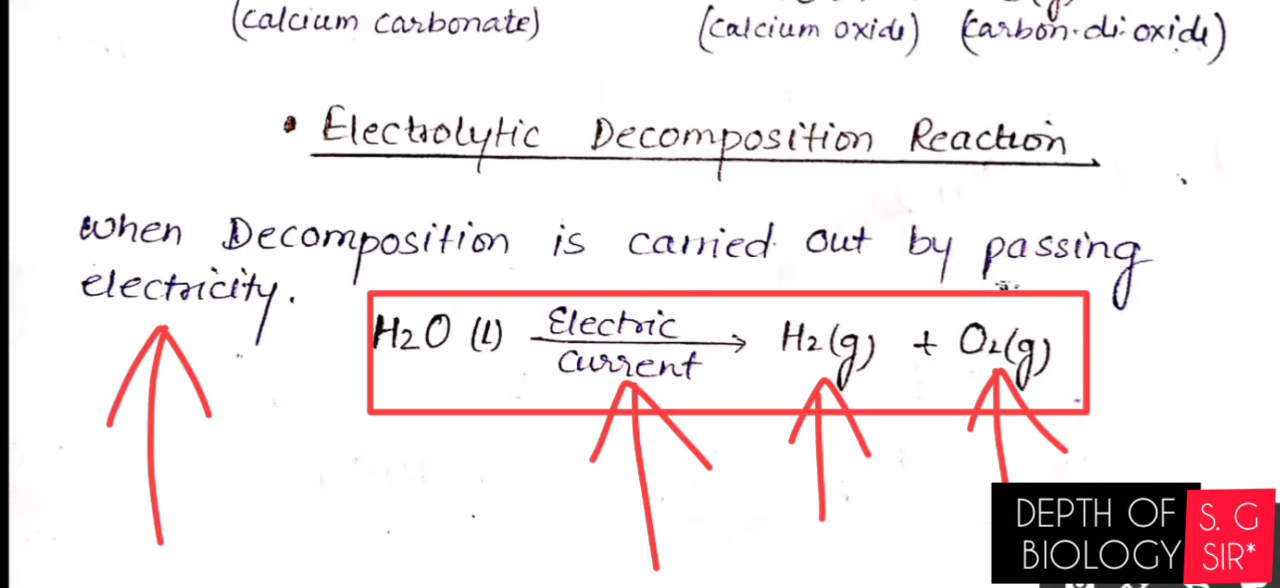 (Calcium carbonate) (Calcium oxide) (Carbon-di-oxide)
• Electrolytic Decomposition Reaction
When Decomposition is carried out by passing
electricity.
H2O (l) Electric Current → H2(g) + O2(g)
DEPTH OF BIOLOGY
S. G SIR*